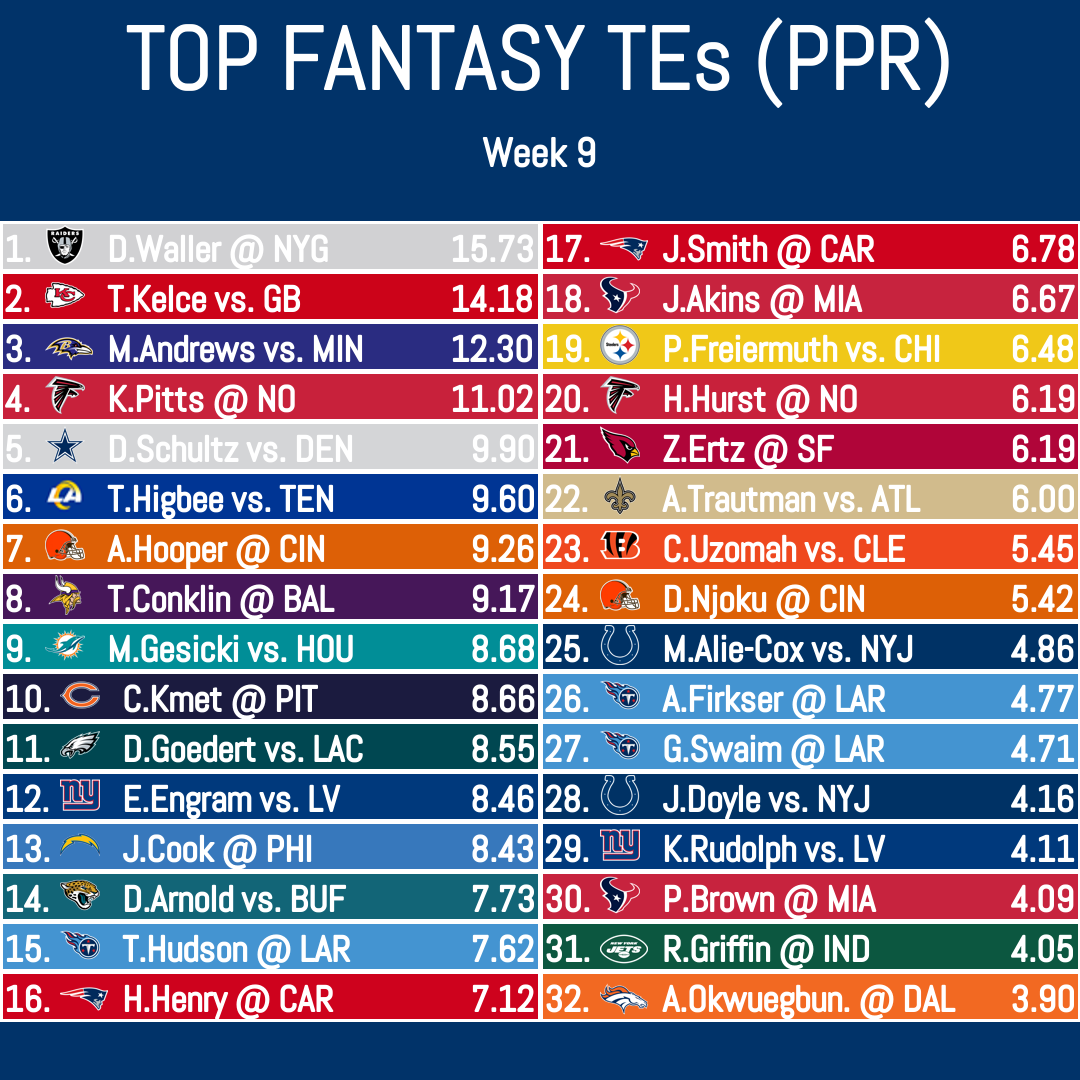 TOP FANTASY TEs (PPR)
Week 9
1. RAIDERS D.Waller @ NYG 15.73
2. KC T.Kelce vs. GB 14.18
3. M.Andrews vs. MIN 12.30
4. K.Pitts @ NO 11.02
5. D.Schultz vs. DEN 9.90
6. LA T.Higbee vs. TEN 9.60
7. A.Hooper @ CIN 9.26
8. T.Conklin @ BAL 9.17
9. M.Gesicki vs. HOU 8.68
10. C.Kmet @ PIT 8.66
11. D.Goedert vs. LAC 8.55
12. ny E.Engram vs. LV 8.46
13. J.Cook @ PHI 8.43
14. D.Arnold vs. BUF 7.73
15. T T.Hudson @ LAR 7.62
16. H.Henry @ CAR 7.12
17. J.Smith @ CAR 6.78
18. J.Akins @ MIA 6.67
19. Steelers P.Freiermuth vs. CHI 6.48
20. H.Hurst @ NO 6.19
21. Z.Ertz @ SF 6.19
22. A.Trautman vs. ATL 6.00
23. C.Uzomah vs. CLE 5.45
24. D.Njoku @ CIN 5.42
25. M.Alie-Cox vs. NYJ 4.86
26. T A.Firkser @ LAR 4.77
27. T G.Swaim @ LAR 4.71
28. J.Doyle vs. NYJ 4.16
29. ny K.Rudolph vs. LV 4.11
30. P.Brown @ MIA 4.09
31. NEW YORK JETS R.Griffin @ IND 4.05
32. A.Okwuegbun. @ DAL 3.90